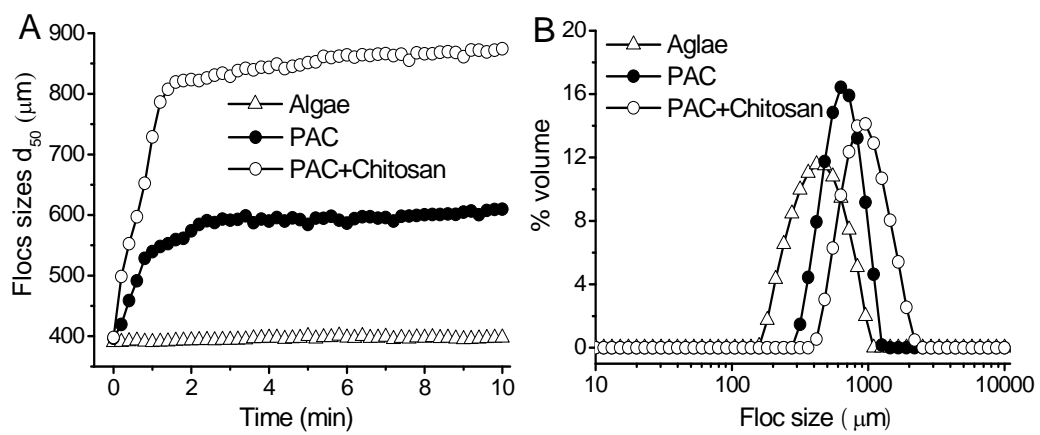 A
900
800
700
600
500
400
Flocs sizes d50 (μm)
Algae
PAC
PAC+Chitosan
0 2 4 6 8 10
Time (min)
B
20
16
12
8
4
0
% volume
Aglae
PAC
PAC+Chitosan
10 100 1000 10000
Floc size ( μm)